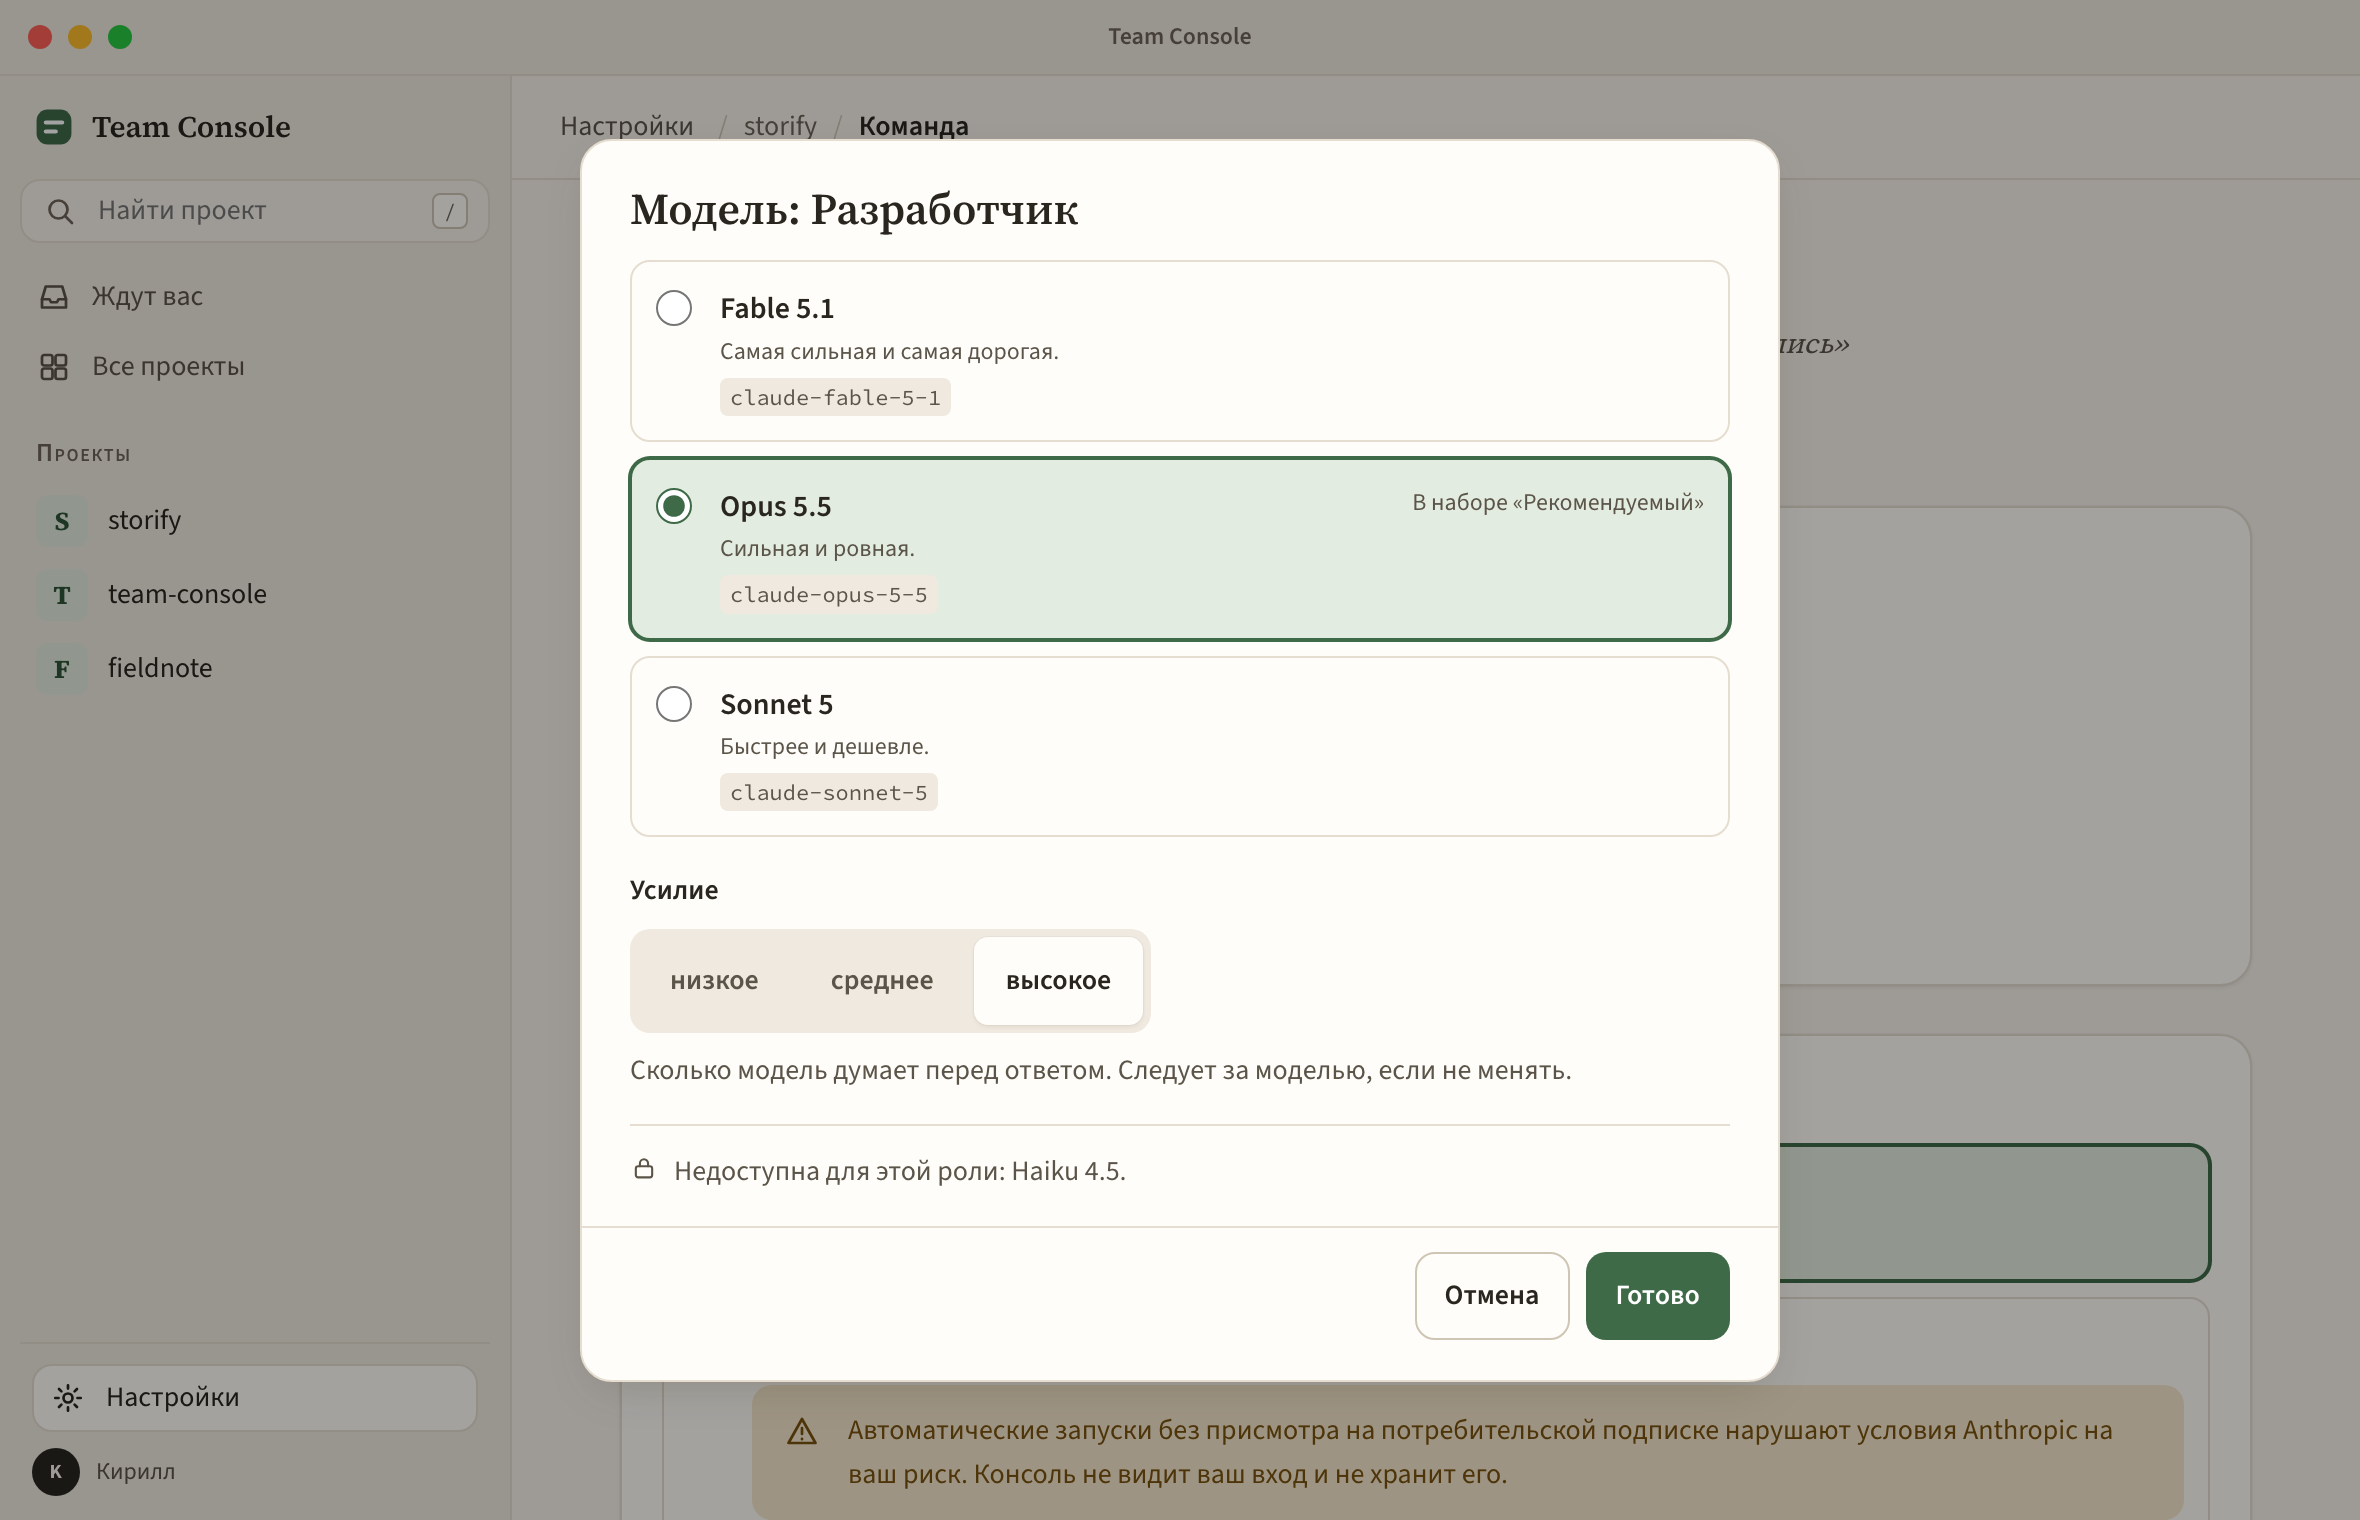 Team Console
Team Console
Найти проект
/
Ждут вас
Все проекты
Проекты
S
storify
T
team-console
F
fieldnote
Настройки
K
Кирилл
Настройки / storify / Команда
Модель: Разработчик
Fable 5.1
Самая сильная и самая дорогая.
claude-fable-5-1
Opus 5.5
В наборе «Рекомендуемый»
Сильная и ровная.
claude-opus-5-5
Sonnet 5
Быстрее и дешевле.
claude-sonnet-5
Усилие
низкое
среднее
высокое
Сколько модель думает перед ответом. Следует за моделью, если не менять.
Недоступна для этой роли: Haiku 4.5.
Отмена
Готово
Автоматические запуски без присмотра на потребительской подписке нарушают условия Anthropic на
ваш риск. Консоль не видит ваш вход и не хранит его.